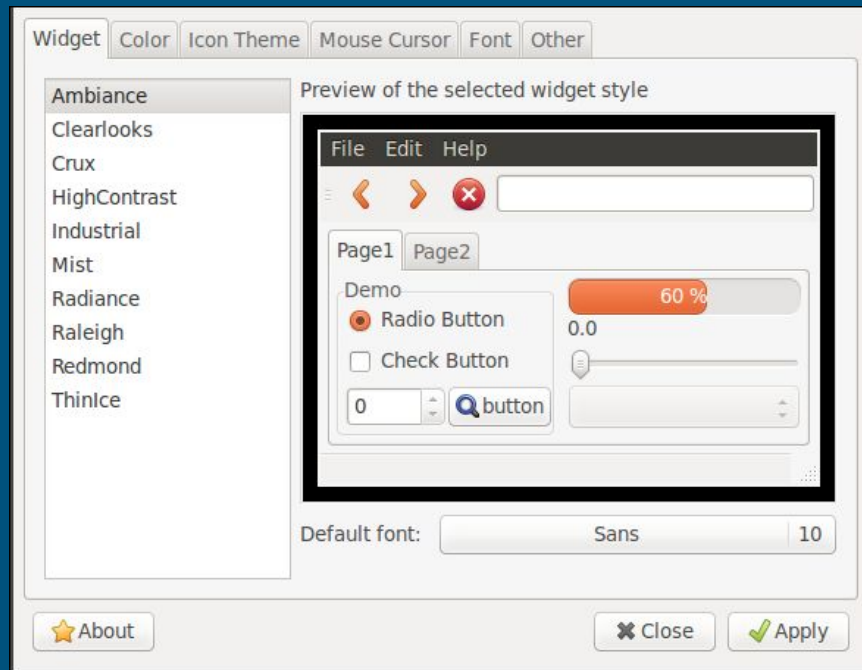 Widget Color Icon Theme Mouse Cursor Font Other
Ambiance
Clearlooks
Crux
HighContrast
Industrial
Mist
Radiance
Raleigh
Redmond
ThinIce
Preview of the selected widget style
File Edit Help
Page1 Page2
Demo
Radio Button
Check Button
0 button
60 %
0.0
Default font: Sans 10
About Close Apply